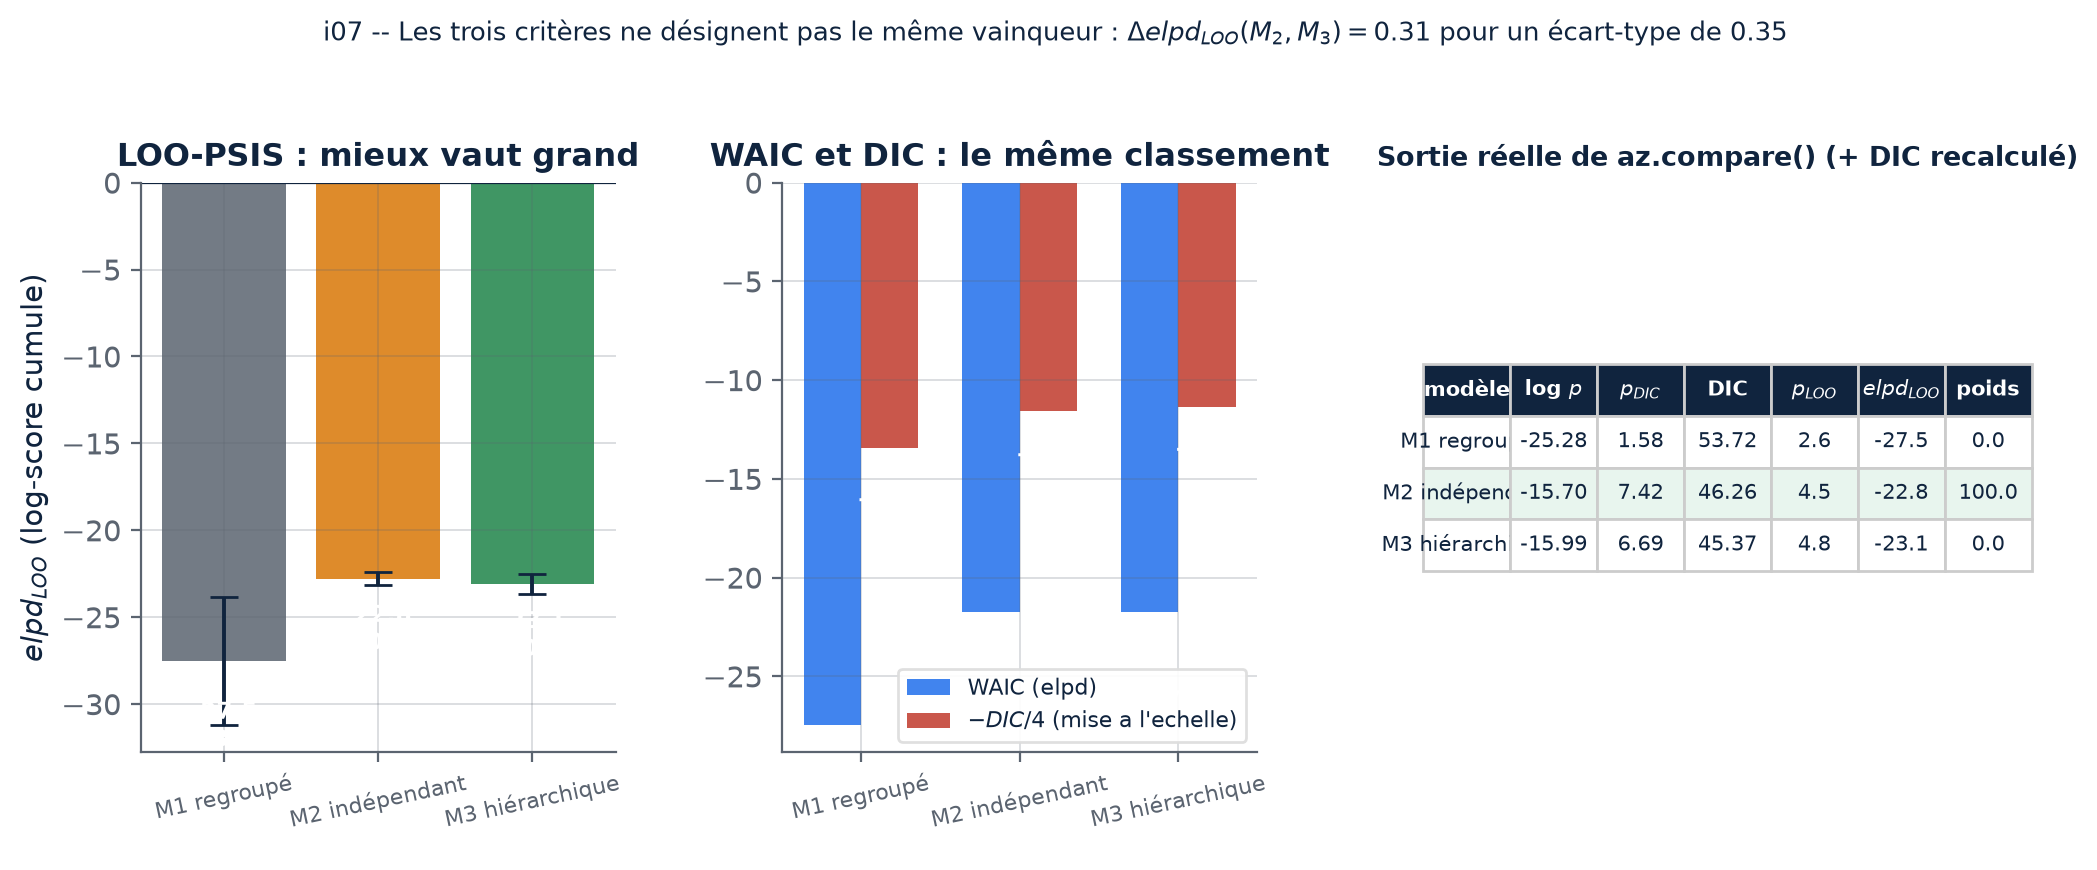 i07 -- Les trois critères ne désignent pas le même vainqueur : Δelpd_LOO(M₂, M₃) = 0.31 pour un écart-type de 0.35
LOO-PSIS : mieux vaut grand
elpd_LOO (log-score cumule)
0
−5
−10
−15
−20
−25
−30
M1 regroupé
M2 indépendant
M3 hiérarchique
WAIC et DIC : le même classement
0
−5
−10
−15
−20
−25
WAIC (elpd)
−DIC/4 (mise a l'echelle)
M1 regroupé
M2 indépendant
M3 hiérarchique
Sortie réelle de az.compare() (+ DIC recalculé)
modèle log p p_DIC DIC p_LOO elpd_LOO poids
M1 regrou -25.28 1.58 53.72 2.6 -27.5 0.0
M2 indépend -15.70 7.42 46.26 4.5 -22.8 100.0
M3 hiérarch -15.99 6.69 45.37 4.8 -23.1 0.0